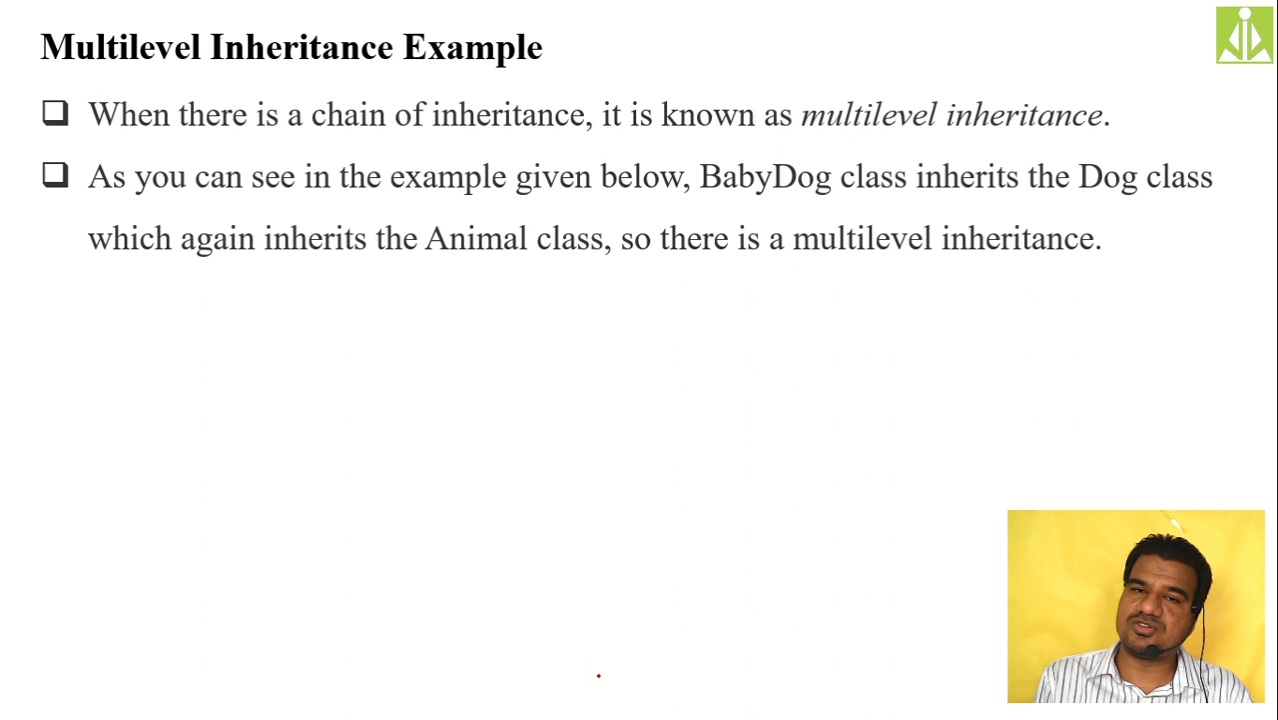 Multilevel Inheritance Example
❑ When there is a chain of inheritance, it is known as multilevel inheritance.
❑ As you can see in the example given below, BabyDog class inherits the Dog class
which again inherits the Animal class, so there is a multilevel inheritance.